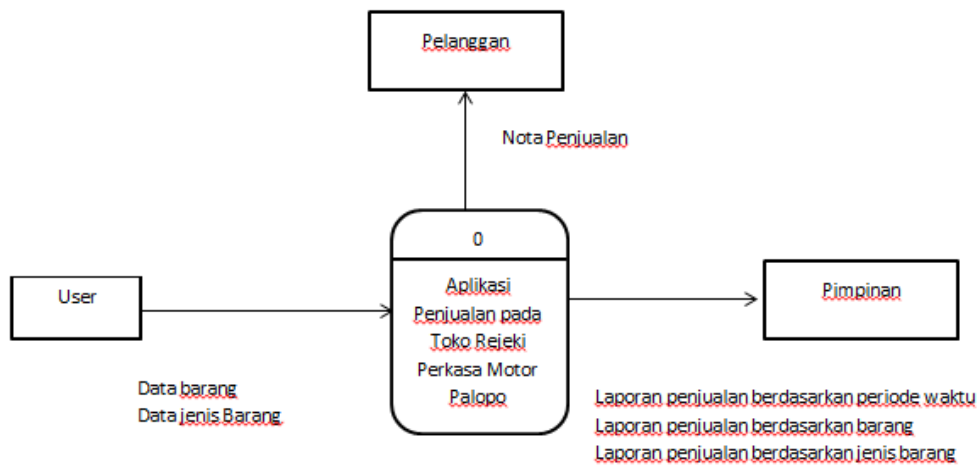 Pelanggan
Nota Penjualan
0
Aplikasi
Penjualan pada
Toko Rejeki
Perkasa Motor
Palopo
User
Pimpinan
Data barang
Data jenis Barang
Laporan penjualan berdasarkan periode waktu
Laporan penjualan berdasarkan barang
Laporan penjualan berdasarkan jenis barang